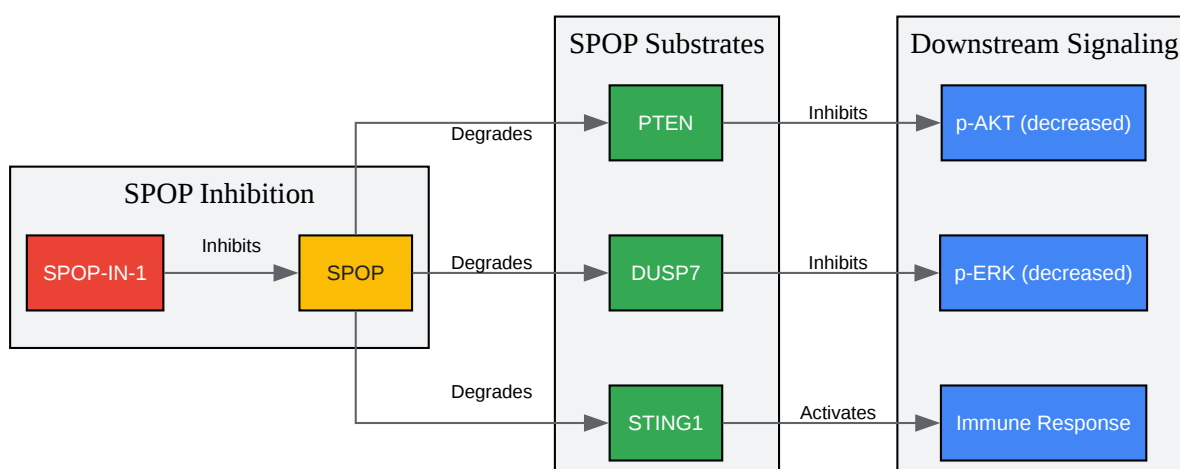 SPOP Substrates
Downstream Signaling
PTEN
Inhibits
p-AKT (decreased)
Degrades
SPOP Inhibition
SPOP-IN-1
Inhibits
SPOP
Degrades
DUSP7
Inhibits
p-ERK (decreased)
Degrades
STING1
Activates
Immune Response